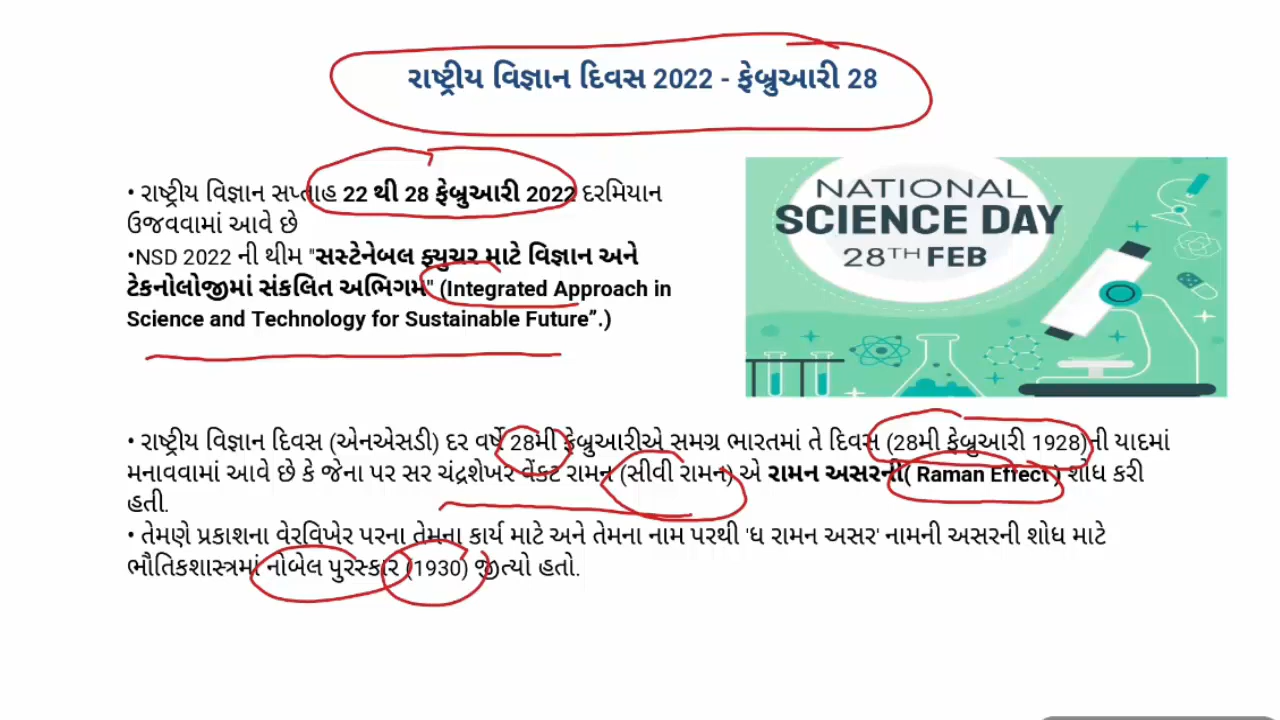 રાષ્ટ્રીય વિજ્ઞાન દિવસ 2022 - ફેબ્રુઆરી 28
• રાષ્ટ્રીય વિજ્ઞાન સપ્તાહ 22 થી 28 ફેબ્રુઆરી 2022 દરમિયાન
ઉજવવામાં આવે છે
•NSD 2022 ની થીમ "સસ્ટેનેબલ ફ્યુચર માટે વિજ્ઞાન અને
ટેકનોલોજીમાં સંકલિત અભિગમ" (Integrated Approach in
Science and Technology for Sustainable Future”.)
NATIONAL
SCIENCE DAY
28TH FEB
• રાષ્ટ્રીય વિજ્ઞાન દિવસ (એનએસડી) દર વર્ષે 28મી ફેબ્રુઆરીએ સમગ્ર ભારતમાં તે દિવસ (28મી ફેબ્રુઆરી 1928)ની યાદમાં
મનાવવામાં આવે છે કે જેના પર સર ચંદ્રશેખર વેંકટ રામન (સીવી રામન) એ રામન અસરની( Raman Effect ) શોધ કરી
હતી.
• તેમણે પ્રકાશના વેરવિખેર પરના તેમના કાર્ય માટે અને તેમના નામ પરથી 'ધ રામન અસર' નામની અસરની શોધ માટે
ભૌતિકશાસ્ત્રમાં નોબેલ પુરસ્કાર (1930) જીત્યો હતો.